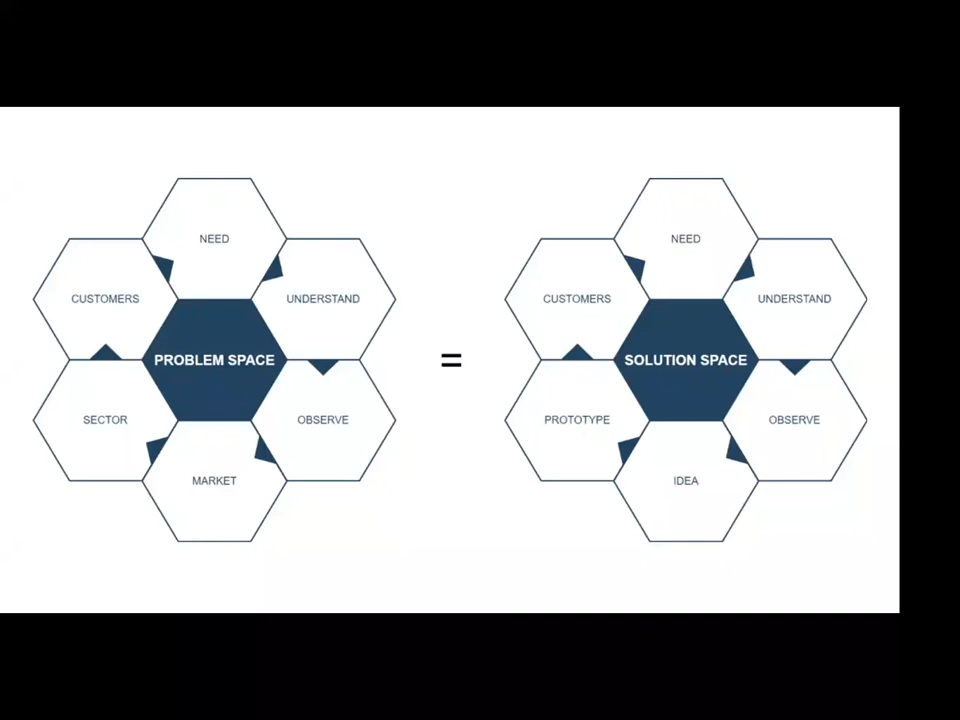 NEED
CUSTOMERS
UNDERSTAND
PROBLEM SPACE
SECTOR
OBSERVE
MARKET
=
NEED
CUSTOMERS
UNDERSTAND
SOLUTION SPACE
PROTOTYPE
OBSERVE
IDEA